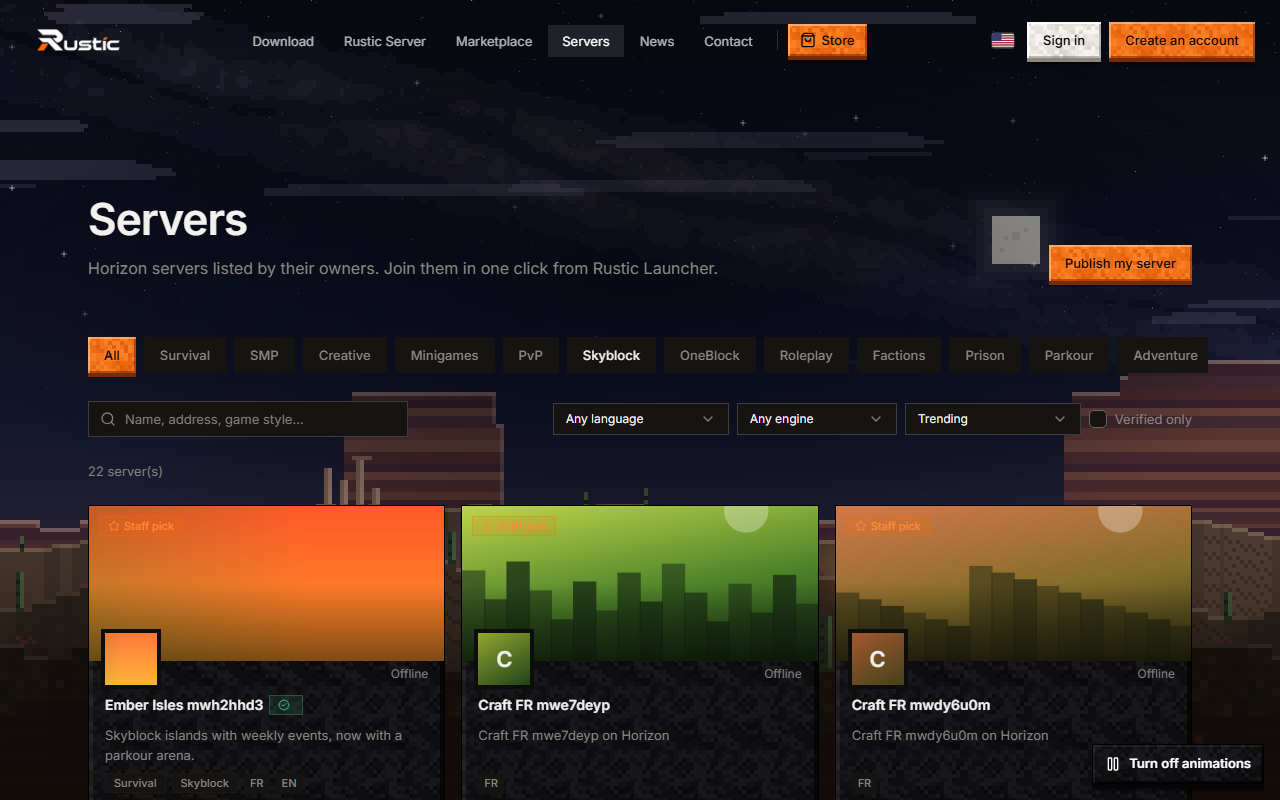 Rustic
Download
Rustic Server
Marketplace
Servers
News
Contact
Store
Sign in
Create an account
Servers
Horizon servers listed by their owners. Join them in one click from Rustic Launcher.
Publish my server
All
Survival
SMP
Creative
Minigames
PvP
Skyblock
OneBlock
Roleplay
Factions
Prison
Parkour
Adventure
Name, address, game style...
Any language
Any engine
Trending
Verified only
22 server(s)
Staff pick
Staff pick
Staff pick
C
C
Offline
Offline
Offline
Ember Isles mwh2hhd3
Craft FR mwe7deyp
Craft FR mwdy6u0m
Skyblock islands with weekly events, now with a
parkour arena.
Craft FR mwe7deyp on Horizon
Craft FR mwdy6u0m on Horizon
Survival
Skyblock
FR
EN
FR
FR
Turn off animations